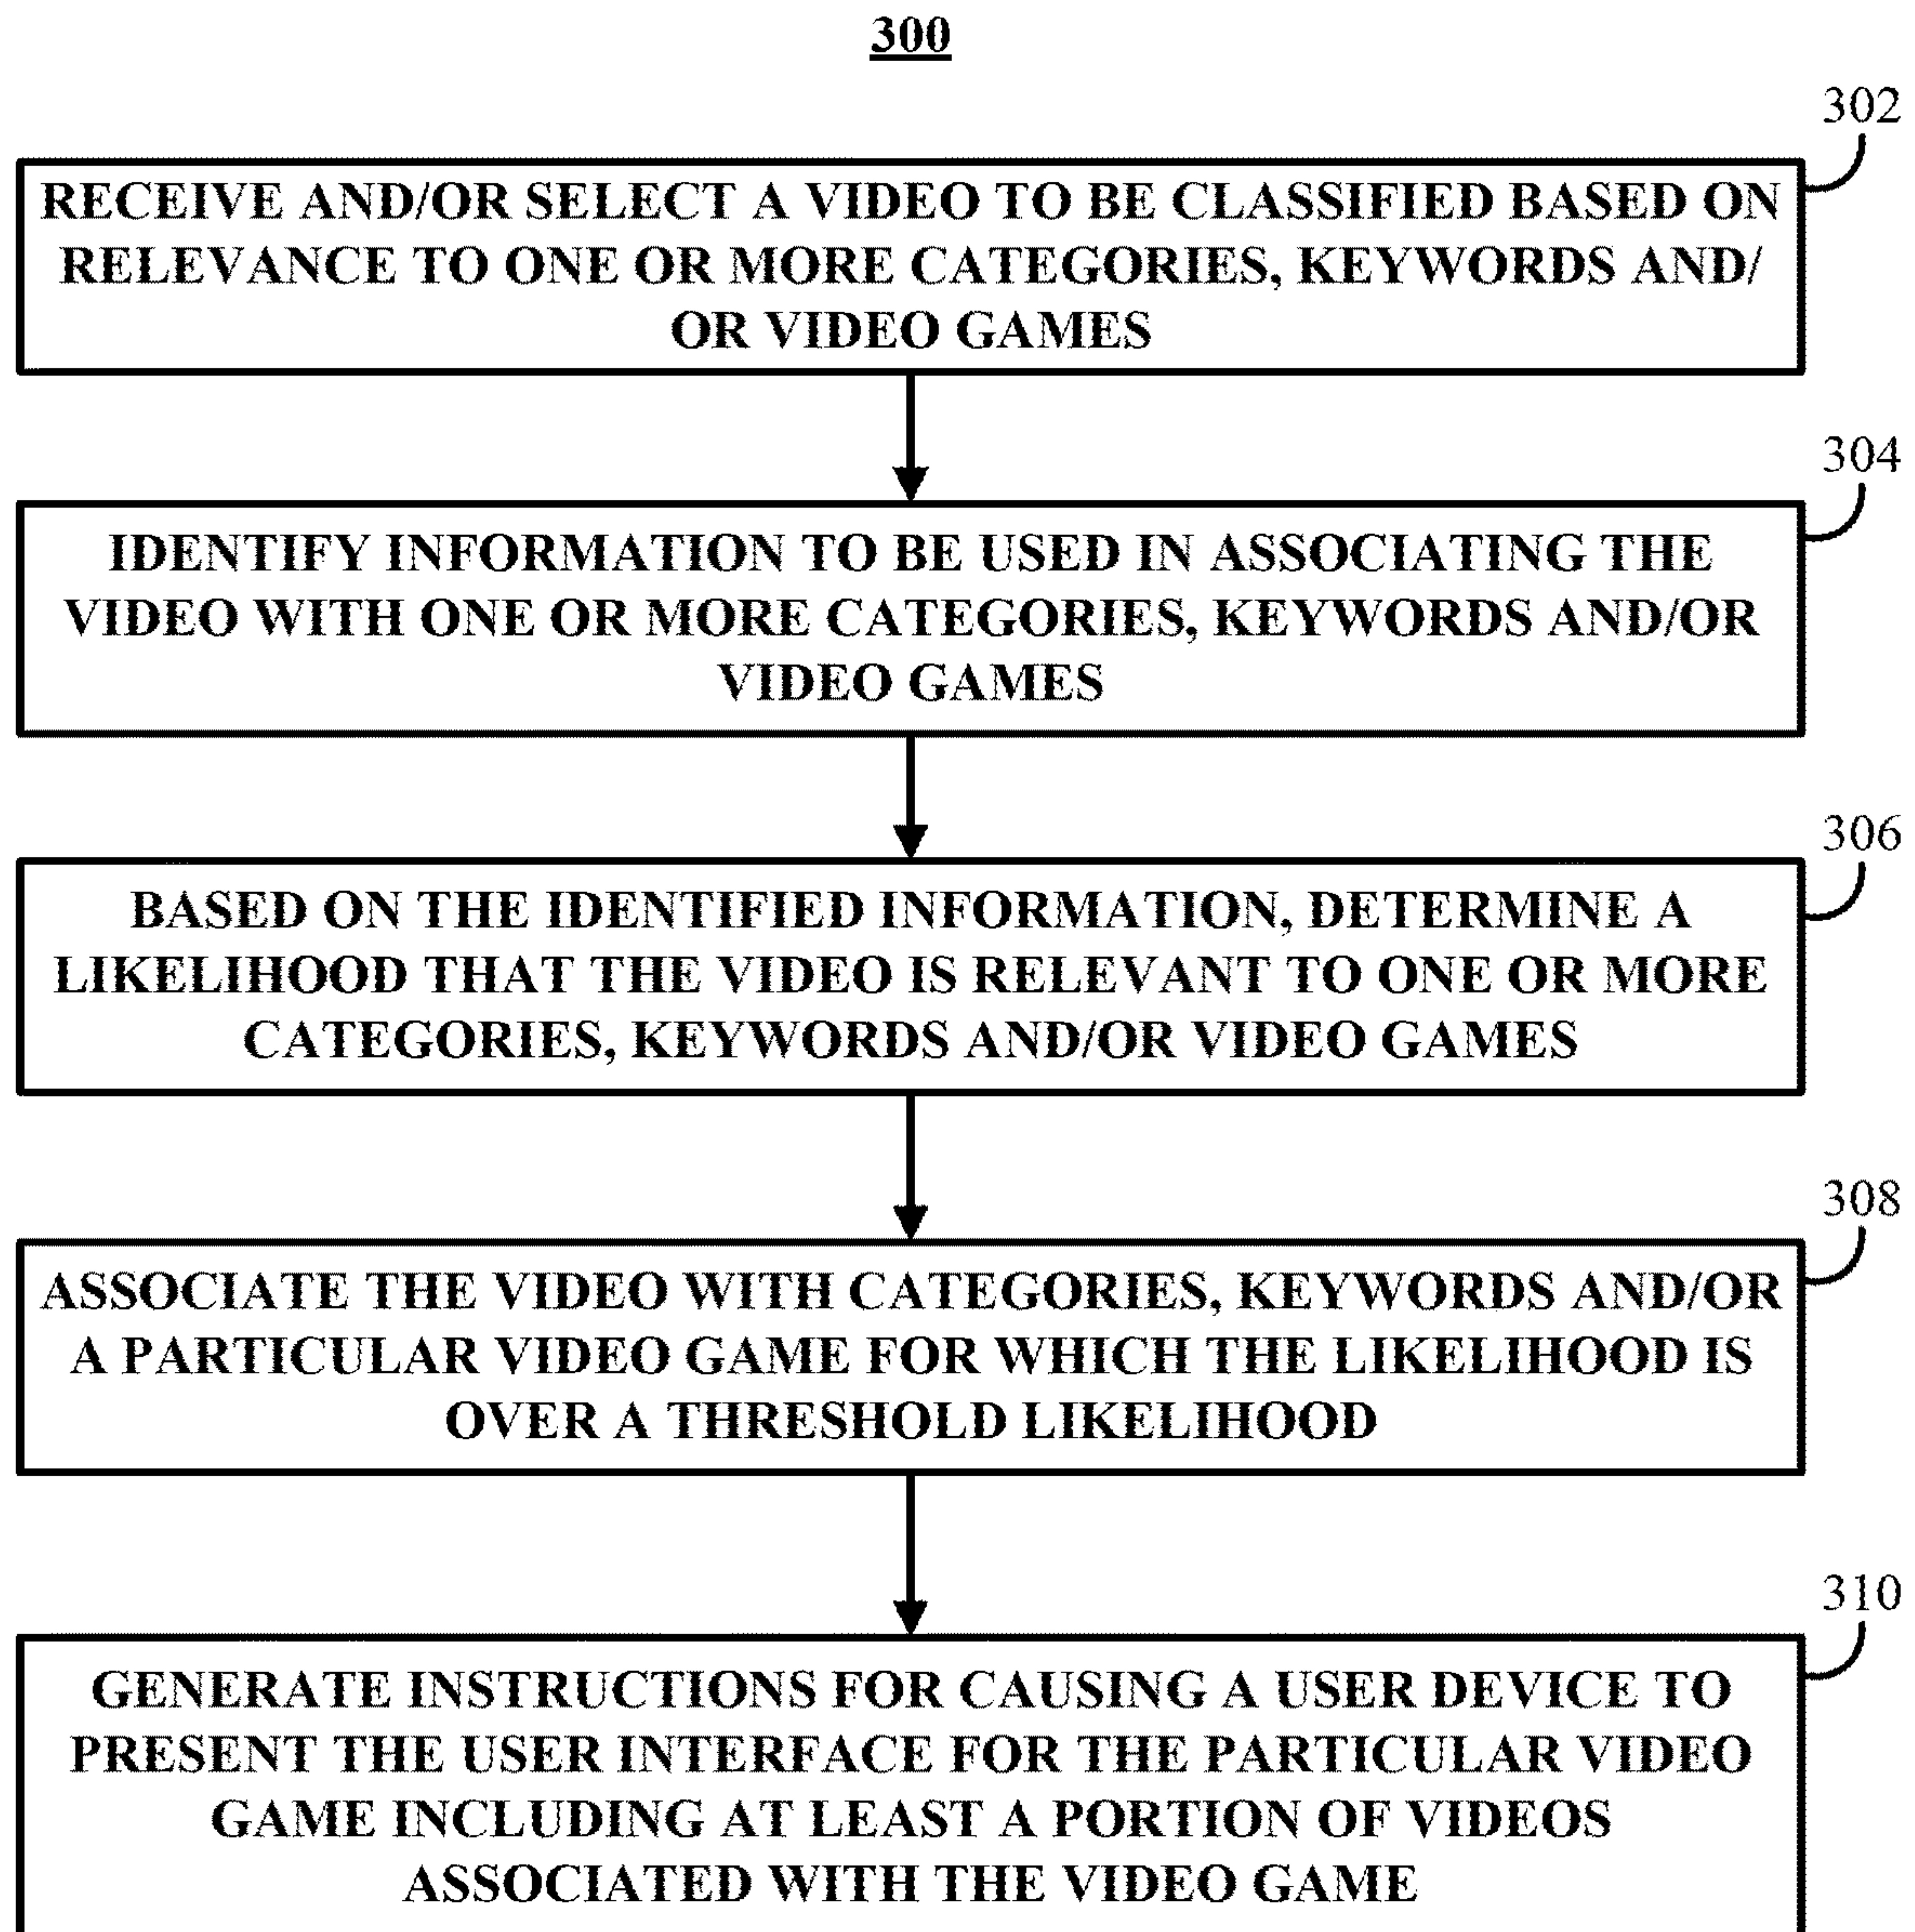 300
302
RECEIVE AND/OR SELECT A VIDEO TO BE CLASSIFIED BASED ON
RELEVANCE TO ONE OR MORE CATEGORIES, KEYWORDS AND/
OR VIDEO GAMES
304
IDENTIFY INFORMATION TO BE USED IN ASSOCIATING THE
VIDEO WITH ONE OR MORE CATEGORIES, KEYWORDS AND/OR
VIDEO GAMES
306
BASED ON THE IDENTIFIED INFORMATION, DETERMINE A
LIKELIHOOD THAT THE VIDEO IS RELEVANT TO ONE OR MORE
CATEGORIES, KEYWORDS AND/OR VIDEO GAMES
308
ASSOCIATE THE VIDEO WITH CATEGORIES, KEYWORDS AND/OR
A PARTICULAR VIDEO GAME FOR WHICH THE LIKELIHOOD IS
OVER A THRESHOLD LIKELIHOOD
310
GENERATE INSTRUCTIONS FOR CAUSING A USER DEVICE TO
PRESENT THE USER INTERFACE FOR THE PARTICULAR VIDEO
GAME INCLUDING AT LEAST A PORTION OF VIDEOS
ASSOCIATED WITH THE VIDEO GAME